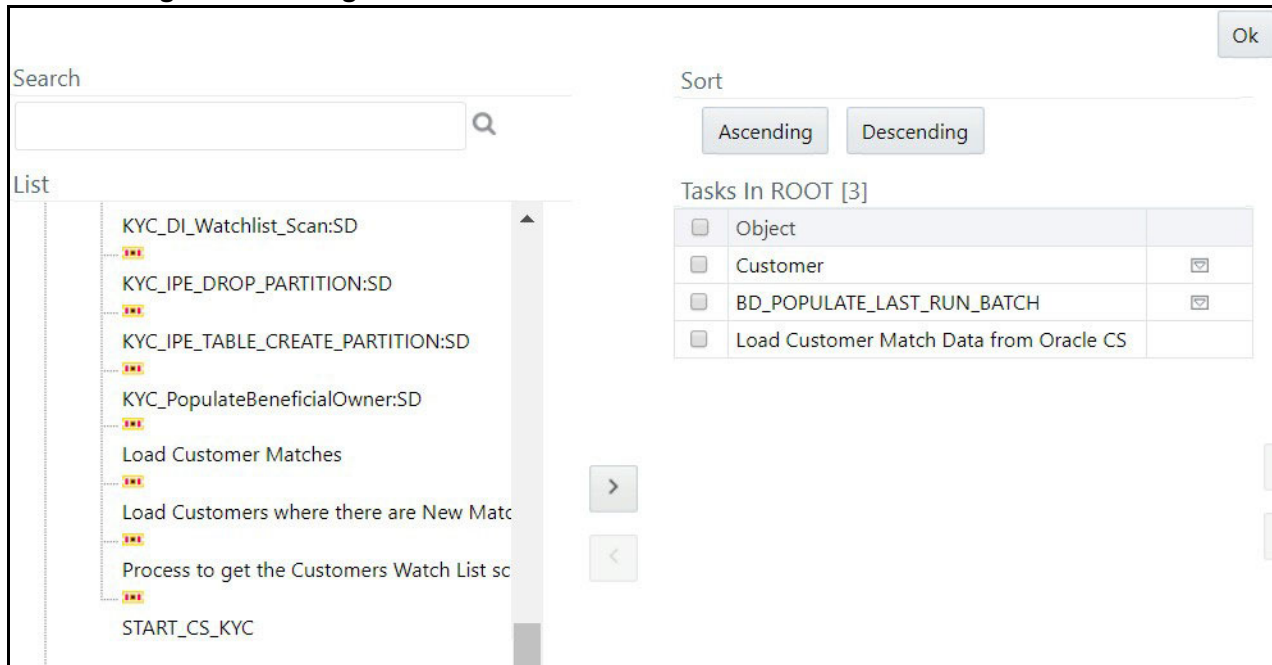 Ok
Search
List
KYC_DI_Watchlist_Scan:SD
KYC_IPE_DROP_PARTITION:SD
KYC_IPE_TABLE_CREATE_PARTITION:SD
KYC_PopulateBeneficialOwner:SD
Load Customer Matches
Load Customers where there are New Matc
Process to get the Customers Watch List sc
START_CS_KYC
Sort
Ascending Descending
Tasks In ROOT [3]
Object
Customer
BD_POPULATE_LAST_RUN_BATCH
Load Customer Match Data from Oracle CS